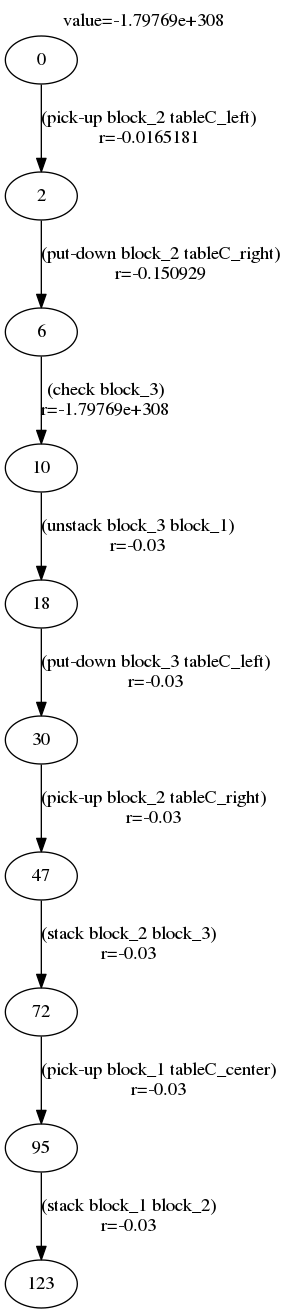 value=-1.79769e+308
0
(pick-up block_2 tableC_left)
r=-0.0165181
2
(put-down block_2 tableC_right)
r=-0.150929
6
(check block_3)
r=-1.79769e+308
10
(unstack block_3 block_1)
r=-0.03
18
(put-down block_3 tableC_left)
r=-0.03
30
(pick-up block_2 tableC_right)
r=-0.03
47
(stack block_2 block_3)
r=-0.03
72
(pick-up block_1 tableC_center)
r=-0.03
95
(stack block_1 block_2)
r=-0.03
123